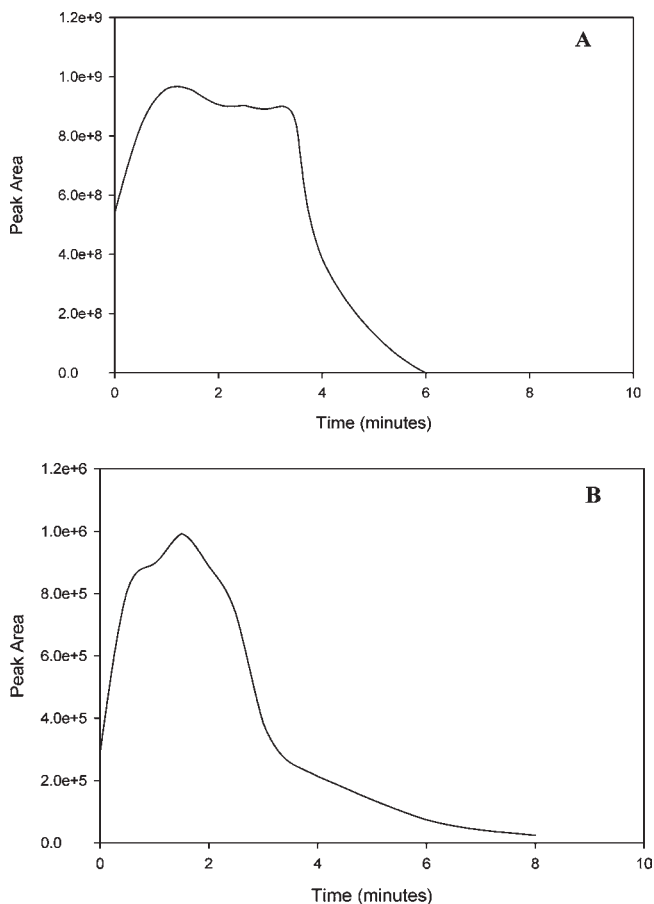 A
1.2e+9
1.0e+9
8.0e+8
6.0e+8
4.0e+8
2.0e+8
0.0
Peak Area
0 2 4 6 8 10
Time (minutes)
B
1.2e+6
1.0e+6
8.0e+5
6.0e+5
4.0e+5
2.0e+5
0.0
Peak Area
0 2 4 6 8 10
Time (minutes)